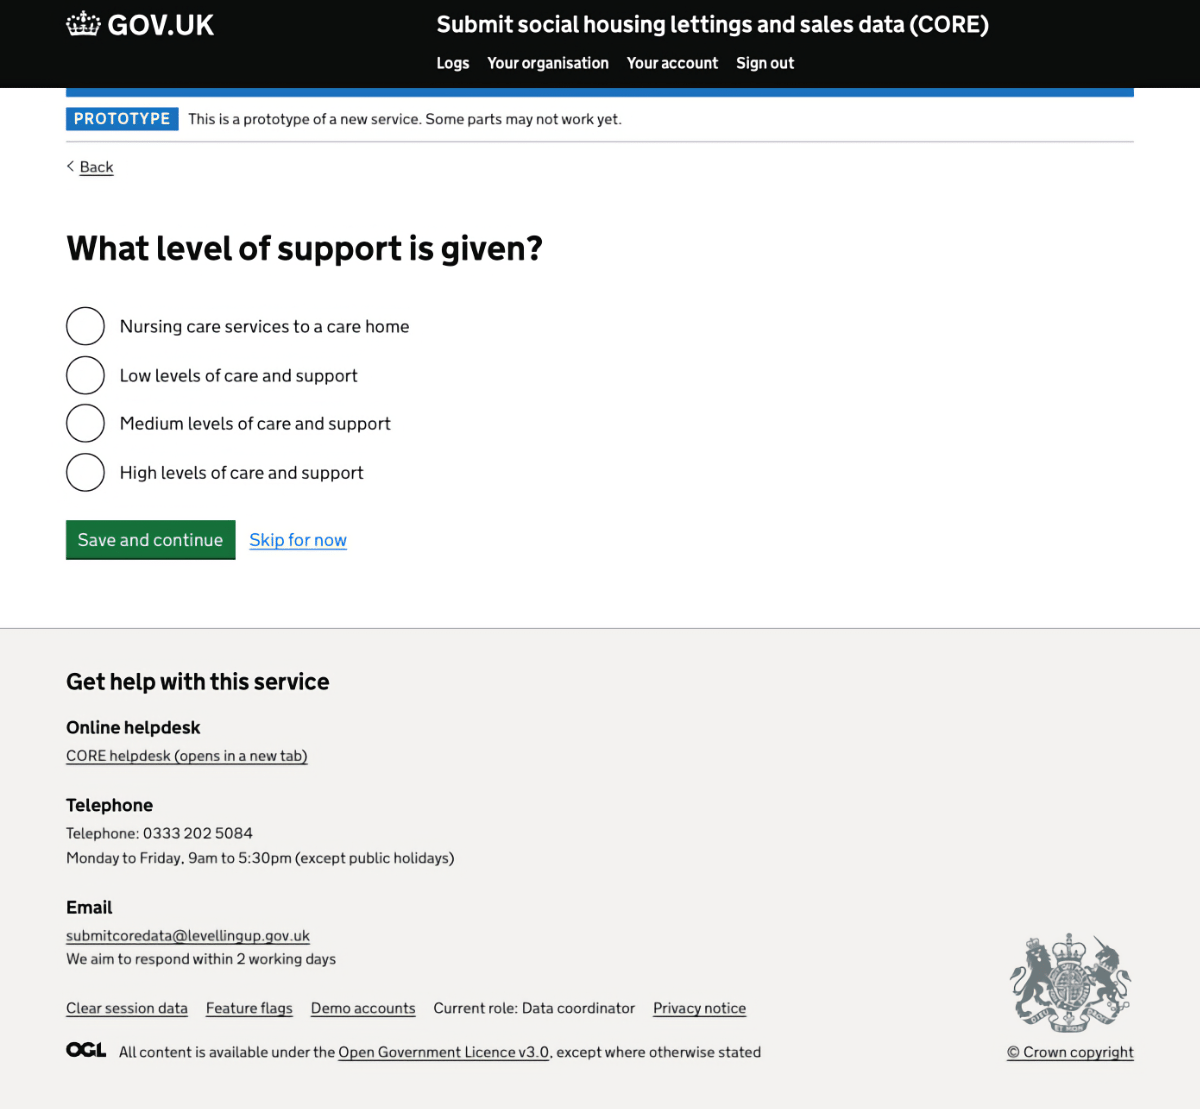 GOV.UK
Submit social housing lettings and sales data (CORE)
Logs Your organisation Your account Sign out
PROTOTYPE This is a prototype of a new service. Some parts may not work yet.
Back
What level of support is given?
Nursing care services to a care home
Low levels of care and support
Medium levels of care and support
High levels of care and support
Save and continue Skip for now
Get help with this service
Online helpdesk
CORE helpdesk (opens in a new tab)
Telephone
Telephone: 0333 202 5084
Monday to Friday, 9am to 5:30pm (except public holidays)
Email
submitcoredata@levellingup.gov.uk
We aim to respond within 2 working days
Clear session data Feature flags Demo accounts Current role: Data coordinator Privacy notice
OGL All content is available under the Open Government Licence v3.0, except where otherwise stated
© Crown copyright